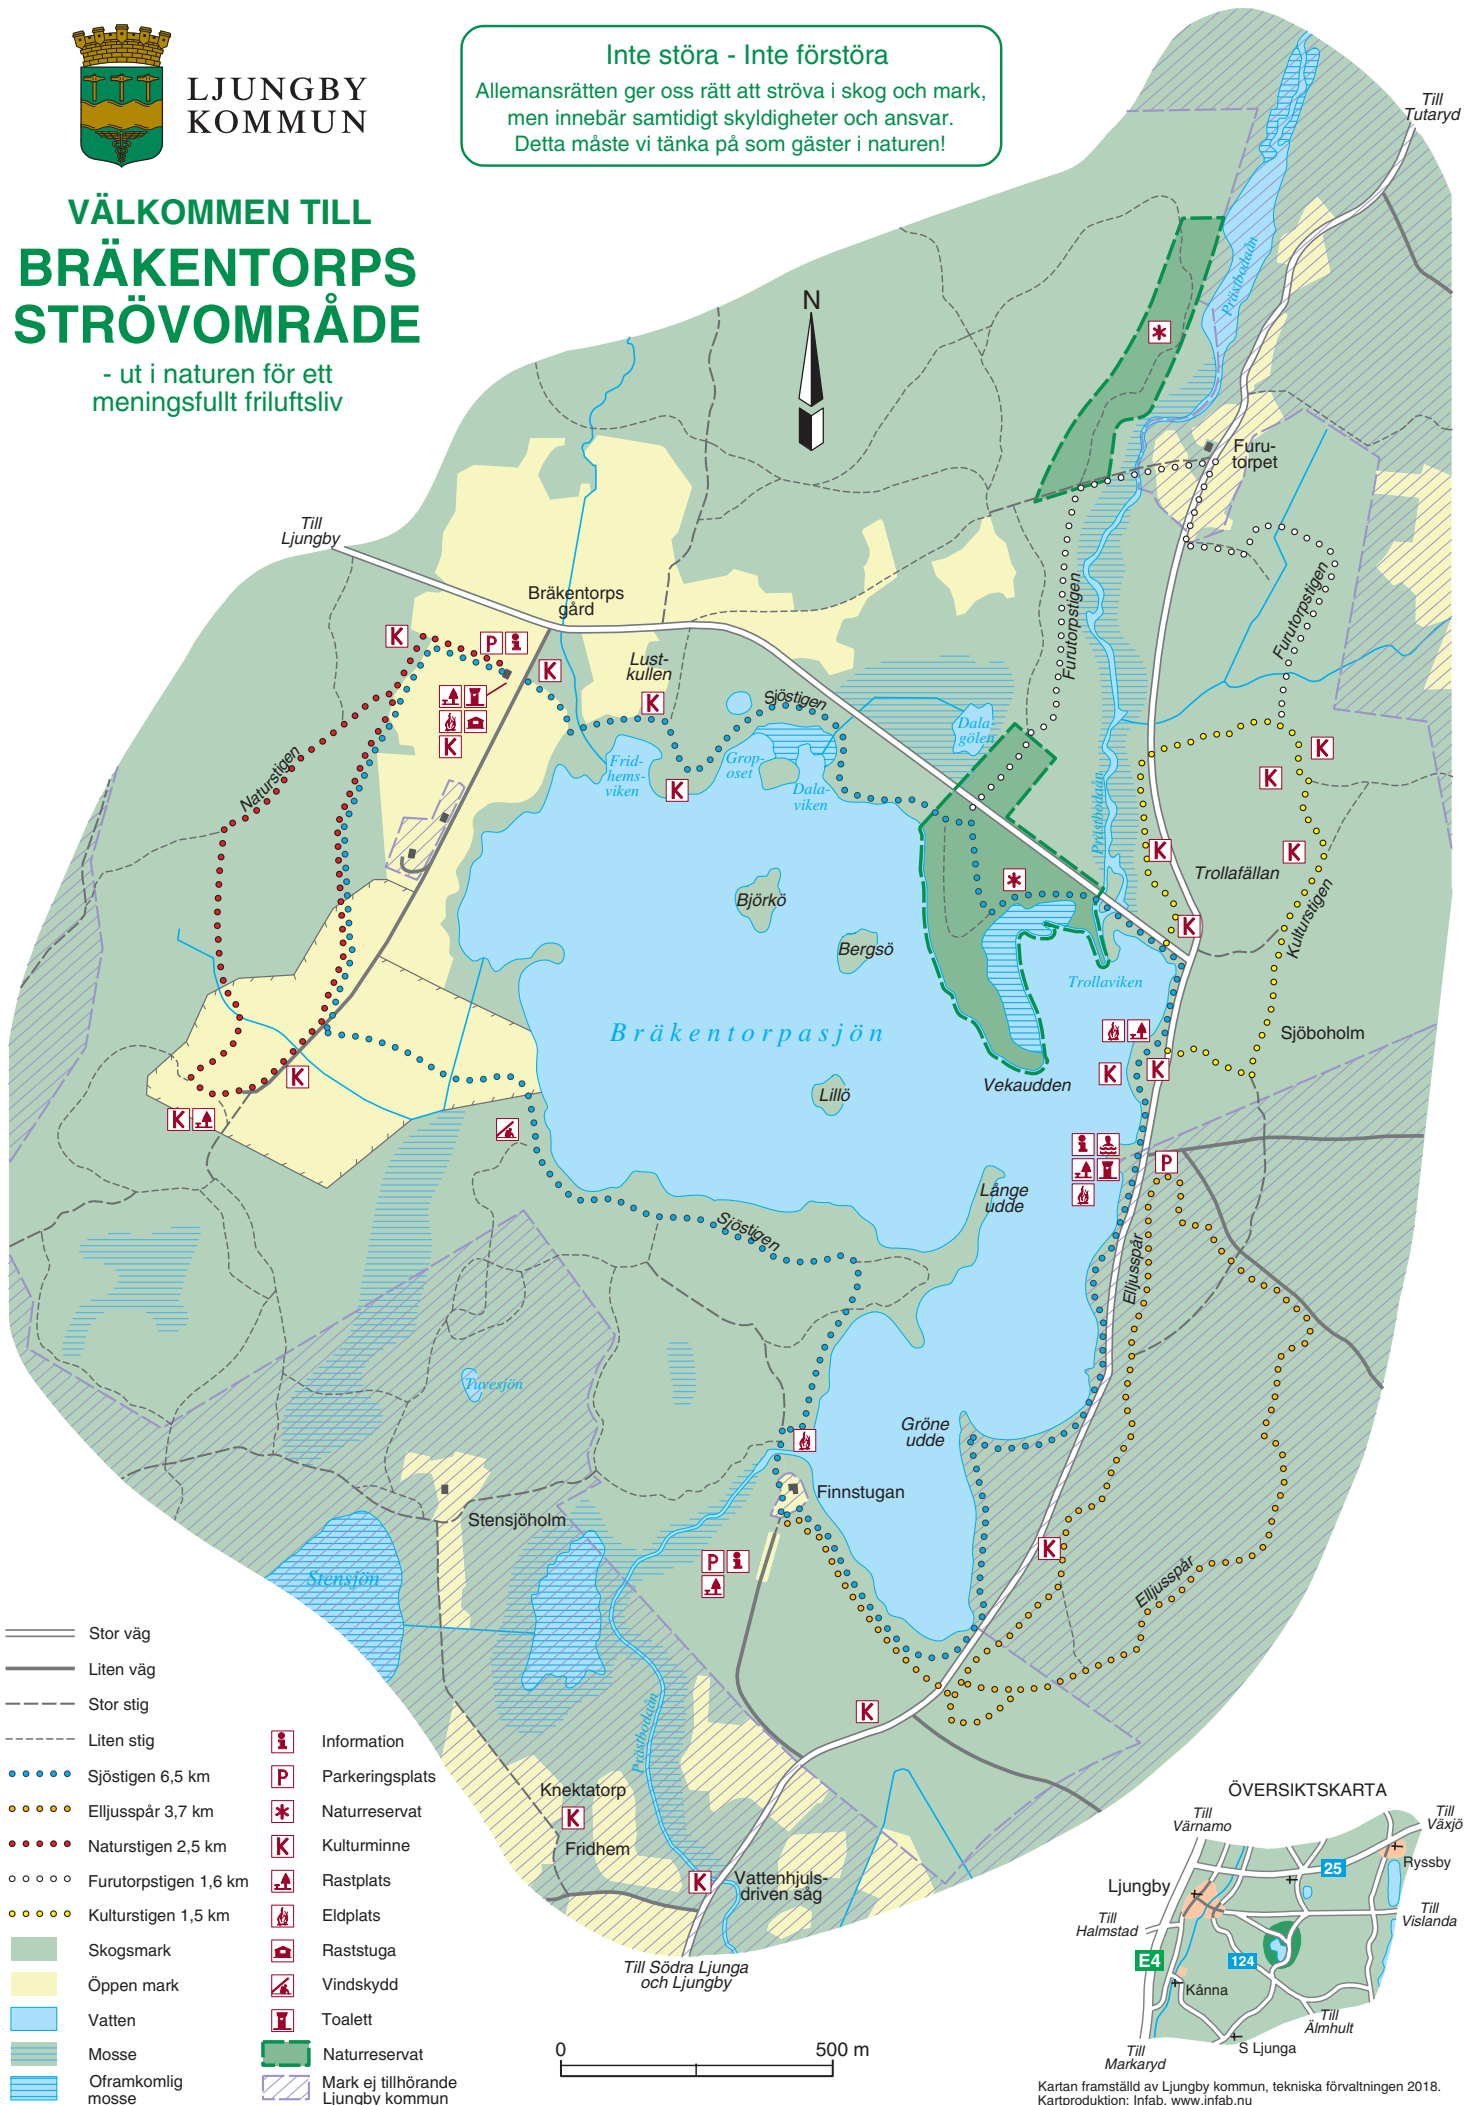 LJUNGBY
KOMMUN
Inte störa - Inte förstöra
Allemansrätten ger oss rätt att ströva i skog och mark,
men innebär samtidigt skyldigheter och ansvar.
Detta måste vi tänka på som gäster i naturen!
VÄLKOMMEN TILL
BRÄKENTORPS
STRÖVOMRÅDE
- ut i naturen för ett
meningsfullt friluftsliv
Till
Tutaryd
N
Prästbodaån
Furu-
torpet
Till
Ljungby
Bräkentorps
gård
Furutorpstigen
Furutorpstigen
K
P
i
K
Lust-
kullen
K
Sjöstigen
Dala-
gölen
K
Frid-
hems-
viken
Grop-
oset
Dala-
viken
K
Naturstigen
Prästbodaån
K
K
K
K
Trollafällan
Kulturstigen
K
Björkö
Bergsö
Trollaviken
Bräkentorpasjön
Sjöboholm
K
K
K
Vekaudden
Lillö
K
i
P
Långe
udde
Sjöstigen
Elljusspår
Tuvesjön
Gröne
udde
Finnstugan
Stensjöholm
K
P
i
Stensjön
Elljusspår
Prästbodaån
K
Knektatorp
K
Fridhem
K
Vattenhjuls-
driven såg
Till Södra Ljunga
och Ljungby
Stor väg
Liten väg
Stor stig
Liten stig
Sjöstigen 6,5 km
Elljusspår 3,7 km
Naturstigen 2,5 km
Furutorpstigen 1,6 km
Kulturstigen 1,5 km
Skogsmark
Öppen mark
Vatten
Mosse
Oframkomlig
mosse
i Information
P Parkeringsplats
Naturreservat
K Kulturminne
Rastplats
Eldplats
Raststuga
Vindskydd
Toalett
Naturreservat
Mark ej tillhörande
Ljungby kommun
0 500 m
ÖVERSIKTSKARTA
Till
Värnamo
Till
Växjö
25
Ryssby
Ljungby
Till
Halmstad
Till
Vislanda
E4
124
Kånna
Till
Älmhult
S Ljunga
Till
Markaryd
Kartan framställd av Ljungby kommun, tekniska förvaltningen 2018.
Kartproduktion: Infab, www.infab.nu